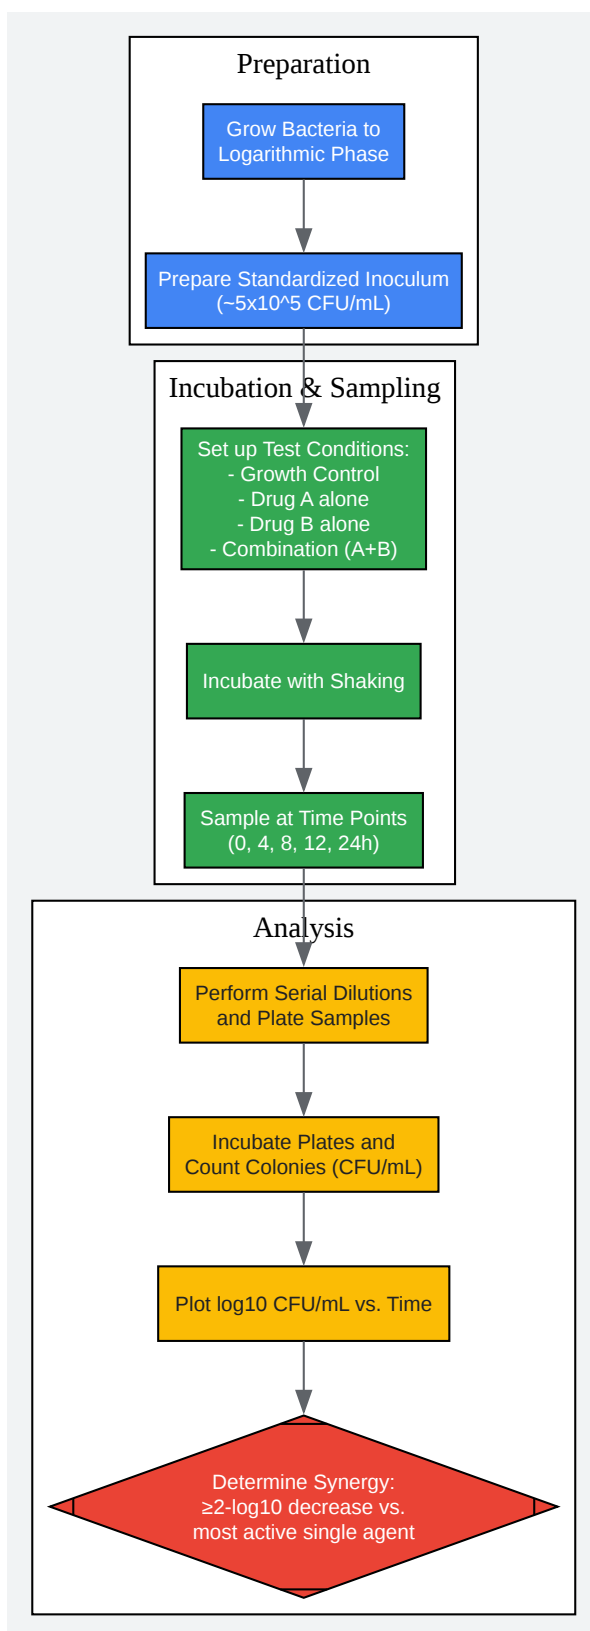 Preparation
Grow Bacteria to
Logarithmic Phase
Prepare Standardized Inoculum
(~5x10^5 CFU/mL)
Incubation & Sampling
Set up Test Conditions:
- Growth Control
- Drug A alone
- Drug B alone
- Combination (A+B)
Incubate with Shaking
Sample at Time Points
(0, 4, 8, 12, 24h)
Analysis
Perform Serial Dilutions
and Plate Samples
Incubate Plates and
Count Colonies (CFU/mL)
Plot log10 CFU/mL vs. Time
Determine Synergy:
≥2-log10 decrease vs.
most active single agent